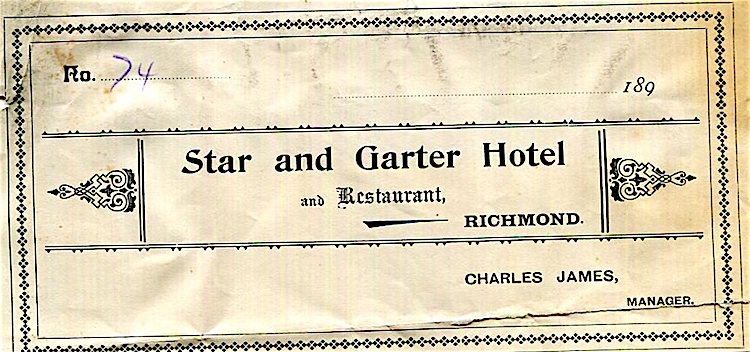 No. 74
189
Star and Garter Hotel
and Restaurant,
RICHMOND.
CHARLES JAMES,
MANAGER.